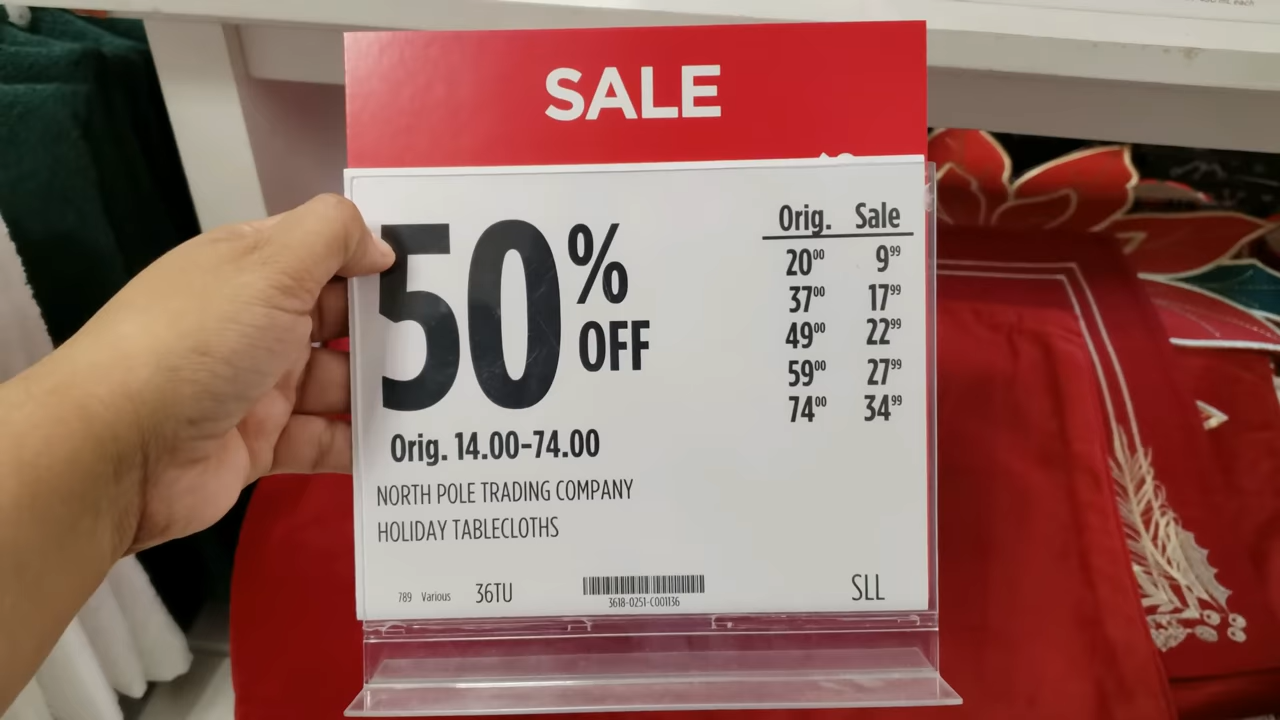 SALE
50% OFF
Orig. 14.00-74.00
NORTH POLE TRADING COMPANY
HOLIDAY TABLECLOTHS
Orig. Sale
20⁰⁰ 9⁹⁹
37⁰⁰ 17⁹⁹
49⁰⁰ 22⁹⁹
59⁰⁰ 27⁹⁹
74⁰⁰ 34⁹⁹
789 Various 36TU
3618-0251-C001136
SLL